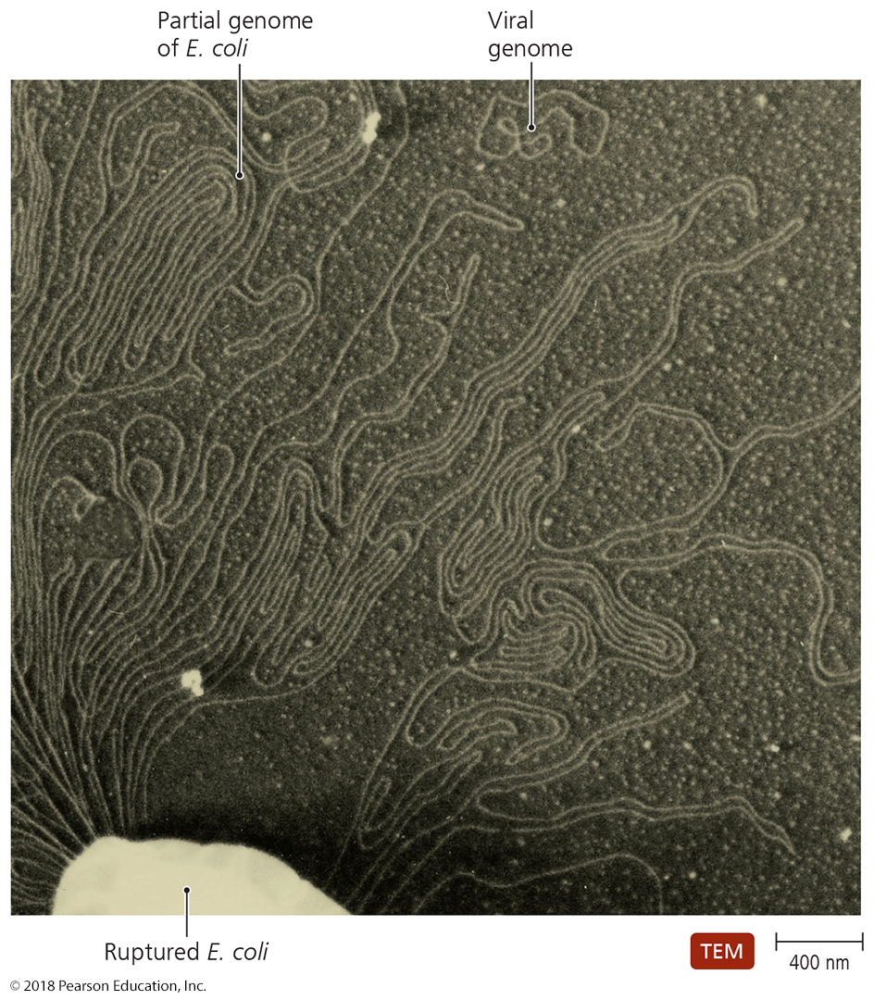 Partial genome
of E. coli
Viral
genome
Ruptured E. coli
TEM
400 nm
© 2018 Pearson Education, Inc.